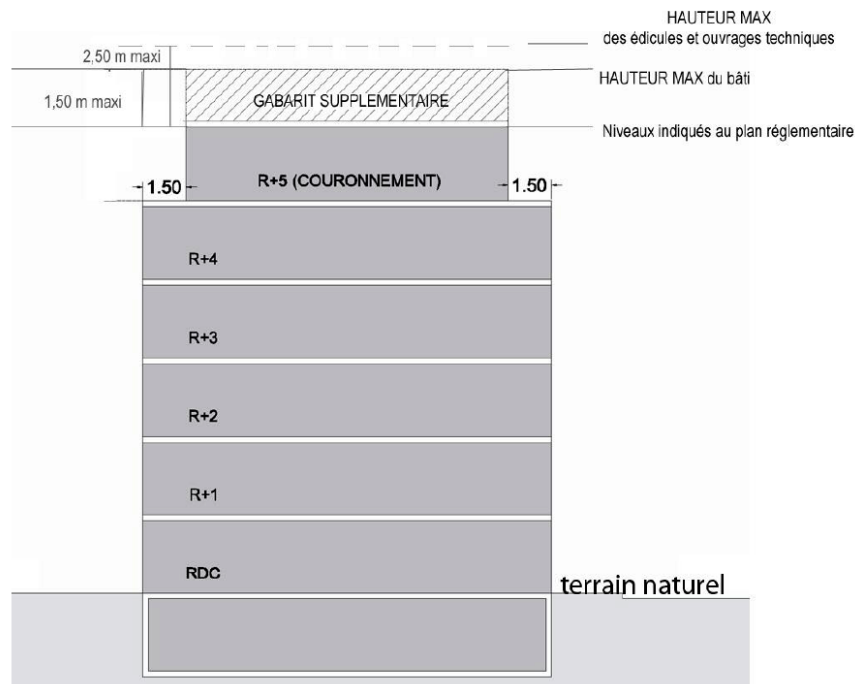 HAUTEUR MAX
des édicules et ouvrages techniques
2,50 m maxi
HAUTEUR MAX du bâti
1,50 m maxi
GABARIT SUPPLEMENTAIRE
Niveaux indiqués au plan réglementaire
1.50
R+5 (COURONNEMENT)
1.50
R+4
R+3
R+2
R+1
RDC
terrain naturel